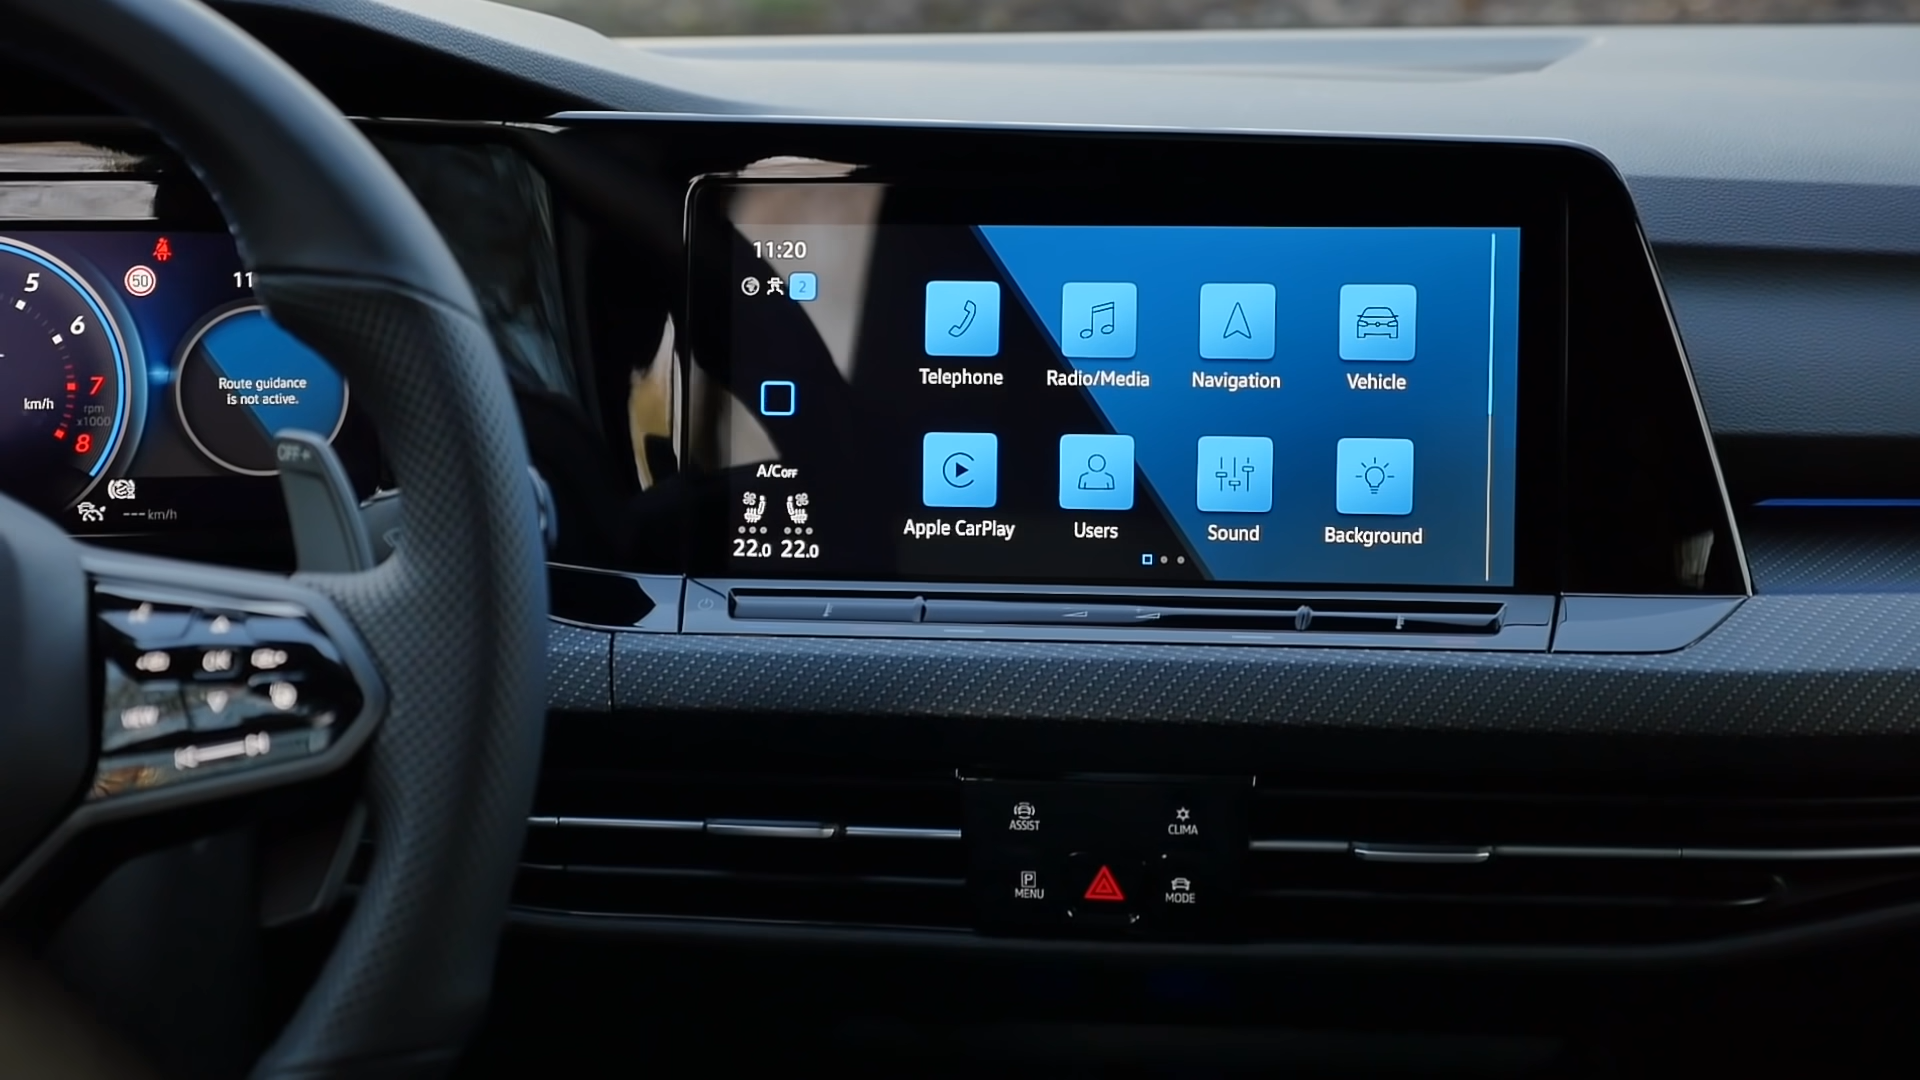 5
6
7
8
km/h
rpm
x1000
50
11
Route guidance
is not active.
OFF+
--- km/h
OK
VIEW
11:20
2
A/C OFF
22.0 22.0
Telephone
Radio/Media
Navigation
Vehicle
Apple CarPlay
Users
Sound
Background
ASSIST
CLIMA
P
MENU
MODE